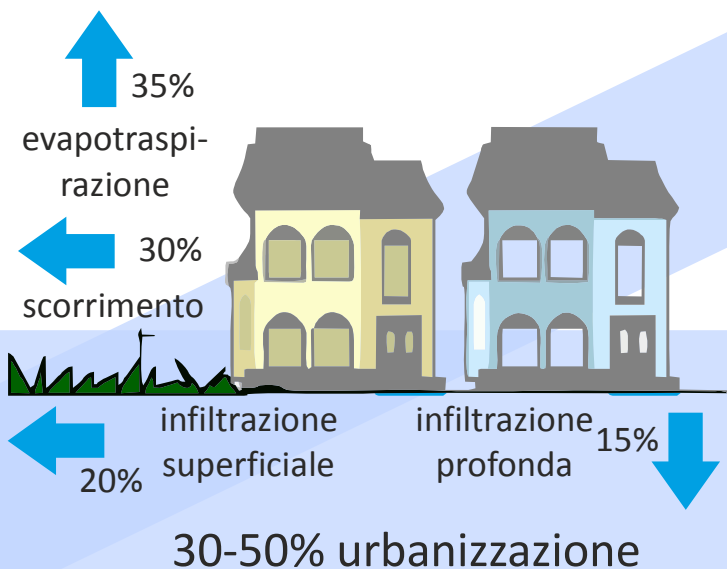 35%
evapotraspi-
razione
30%
scorrimento
infiltrazione
superficiale
20%
infiltrazione
profonda
15%
30-50% urbanizzazione